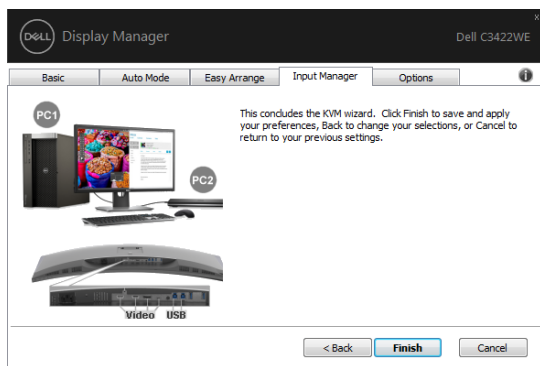 DELL Display Manager
Dell C3422WE
x
Basic Auto Mode Easy Arrange Input Manager Options i
PC1
This concludes the KVM wizard. Click Finish to save and apply
your preferences, Back to change your selections, or Cancel to
return to your previous settings.
PC2
Video USB
< Back Finish Cancel